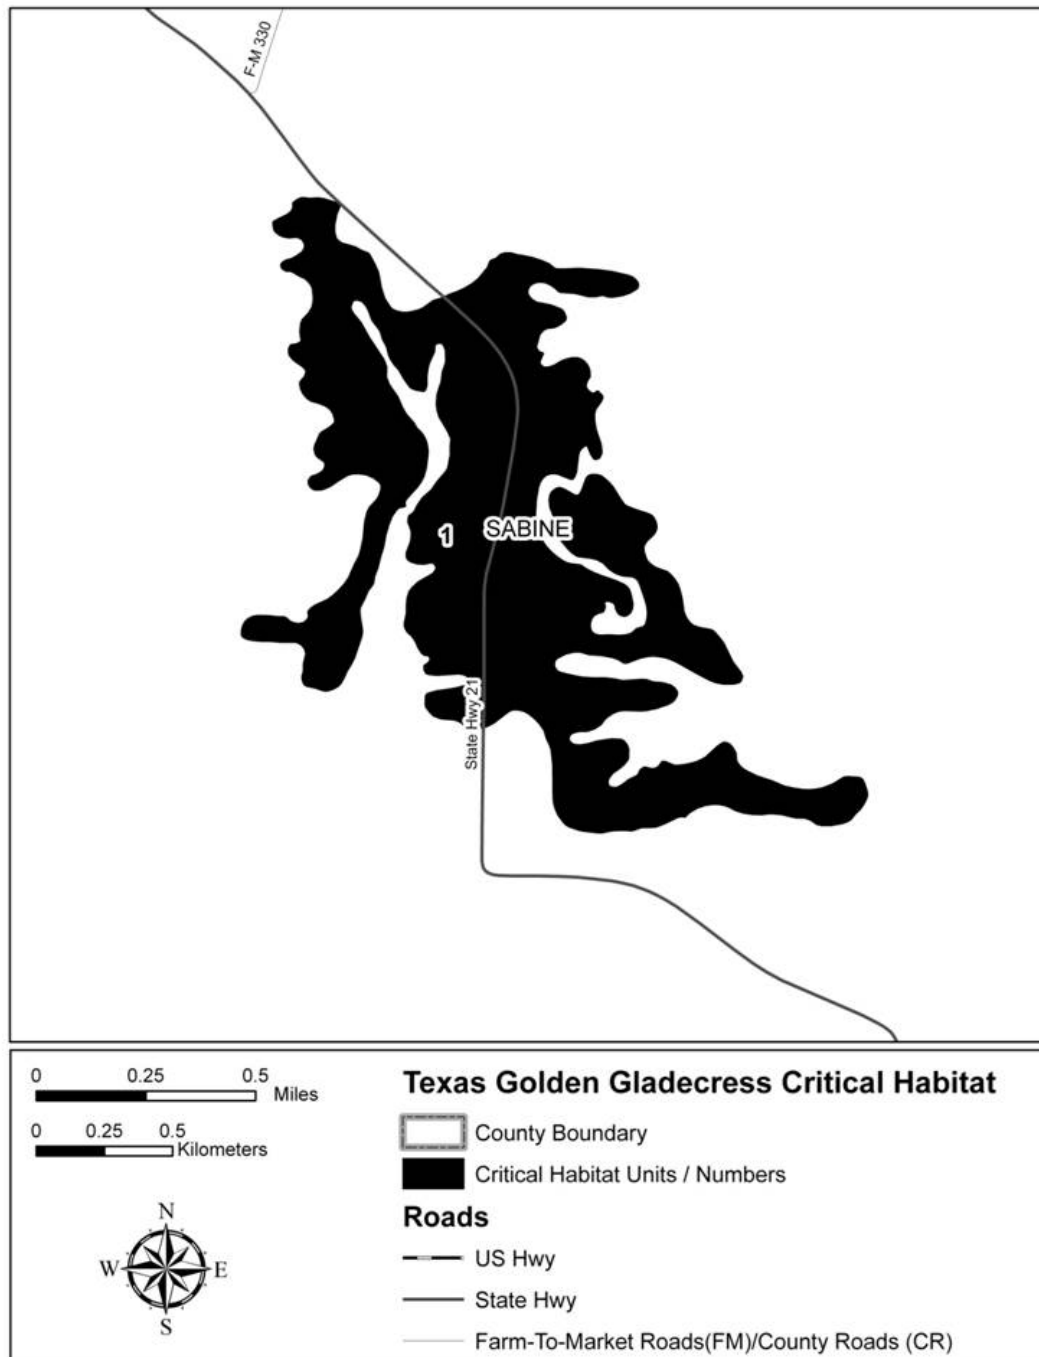 F-M 330
1
SABINE
State Hwy 21
0 0.25 0.5
Miles
0 0.25 0.5
Kilometers
N
W E
S
Texas Golden Gladecress Critical Habitat
County Boundary
Critical Habitat Units / Numbers
Roads
US Hwy
State Hwy
Farm-To-Market Roads(FM)/County Roads (CR)